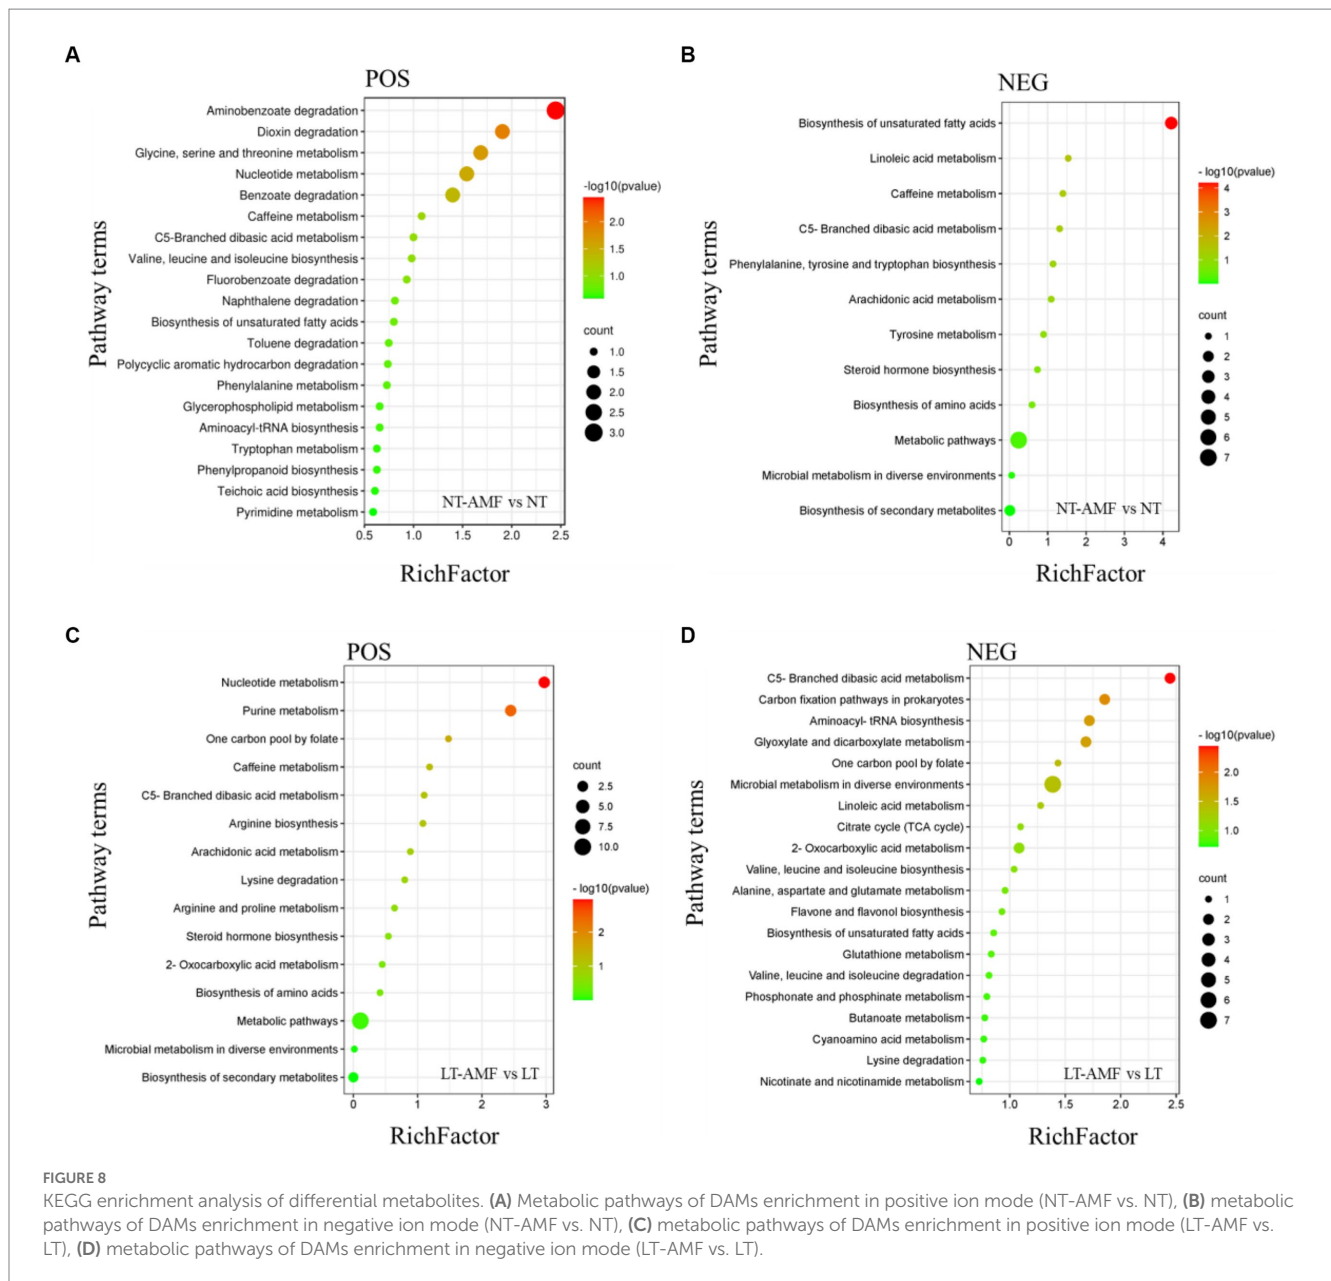 A
POS
Pathway terms
Aminobenzoate degradation
Dioxin degradation
Glycine, serine and threonine metabolism
Nucleotide metabolism
Benzoate degradation
Caffeine metabolism
C5-Branched dibasic acid metabolism
Valine, leucine and isoleucine biosynthesis
Fluorobenzoate degradation
Naphthalene degradation
Biosynthesis of unsaturated fatty acids
Toluene degradation
Polycyclic aromatic hydrocarbon degradation
Phenylalanine metabolism
Glycerophospholipid metabolism
Aminoacyl-tRNA biosynthesis
Tryptophan metabolism
Phenylpropanoid biosynthesis
Teichoic acid biosynthesis
Pyrimidine metabolism
NT-AMF vs NT
0.5 1.0 1.5 2.0 2.5
RichFactor
-log10(pvalue)
2.0
1.5
1.0
count
1.0
1.5
2.0
2.5
3.0
B
NEG
Pathway terms
Biosynthesis of unsaturated fatty acids
Linoleic acid metabolism
Caffeine metabolism
C5- Branched dibasic acid metabolism
Phenylalanine, tyrosine and tryptophan biosynthesis
Arachidonic acid metabolism
Tyrosine metabolism
Steroid hormone biosynthesis
Biosynthesis of amino acids
Metabolic pathways
Microbial metabolism in diverse environments
Biosynthesis of secondary metabolites
NT-AMF vs NT
0 1 2 3 4
RichFactor
- log10(pvalue)
4
3
2
1
count
1
2
3
4
5
6
7
C
POS
Pathway terms
Nucleotide metabolism
Purine metabolism
One carbon pool by folate
Caffeine metabolism
C5- Branched dibasic acid metabolism
Arginine biosynthesis
Arachidonic acid metabolism
Lysine degradation
Arginine and proline metabolism
Steroid hormone biosynthesis
2- Oxocarboxylic acid metabolism
Biosynthesis of amino acids
Metabolic pathways
Microbial metabolism in diverse environments
Biosynthesis of secondary metabolites
LT-AMF vs LT
0 1 2 3
RichFactor
count
2.5
5.0
7.5
10.0
- log10(pvalue)
2
1
D
NEG
Pathway terms
C5- Branched dibasic acid metabolism
Carbon fixation pathways in prokaryotes
Aminoacyl- tRNA biosynthesis
Glyoxylate and dicarboxylate metabolism
One carbon pool by folate
Microbial metabolism in diverse environments
Linoleic acid metabolism
Citrate cycle (TCA cycle)
2- Oxocarboxylic acid metabolism
Valine, leucine and isoleucine biosynthesis
Alanine, aspartate and glutamate metabolism
Flavone and flavonol biosynthesis
Biosynthesis of unsaturated fatty acids
Glutathione metabolism
Valine, leucine and isoleucine degradation
Phosphonate and phosphinate metabolism
Butanoate metabolism
Cyanoamino acid metabolism
Lysine degradation
Nicotinate and nicotinamide metabolism
LT-AMF vs LT
1.0 1.5 2.0 2.5
RichFactor
- log10(pvalue)
2.0
1.5
1.0
count
1
2
3
4
5
6
7
FIGURE 8
KEGG enrichment analysis of differential metabolites. (A) Metabolic pathways of DAMs enrichment in positive ion mode (NT-AMF vs. NT), (B) metabolic
pathways of DAMs enrichment in negative ion mode (NT-AMF vs. NT), (C) metabolic pathways of DAMs enrichment in positive ion mode (LT-AMF vs.
LT), (D) metabolic pathways of DAMs enrichment in negative ion mode (LT-AMF vs. LT).